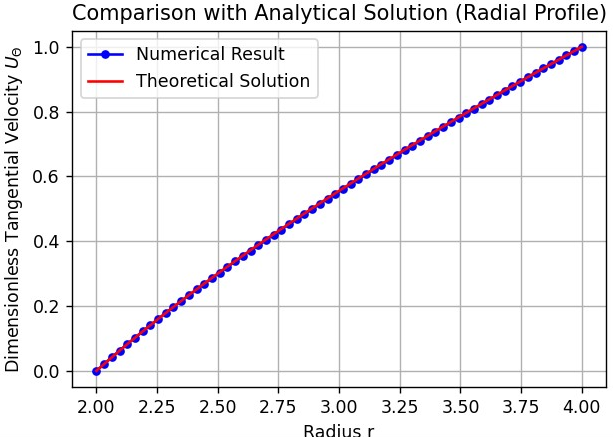 Comparison with Analytical Solution (Radial Profile)
Numerical Result
Theoretical Solution
Dimensionless Tangential Velocity U_Θ
1.0
0.8
0.6
0.4
0.2
0.0
2.00 2.25 2.50 2.75 3.00 3.25 3.50 3.75 4.00
Radius r